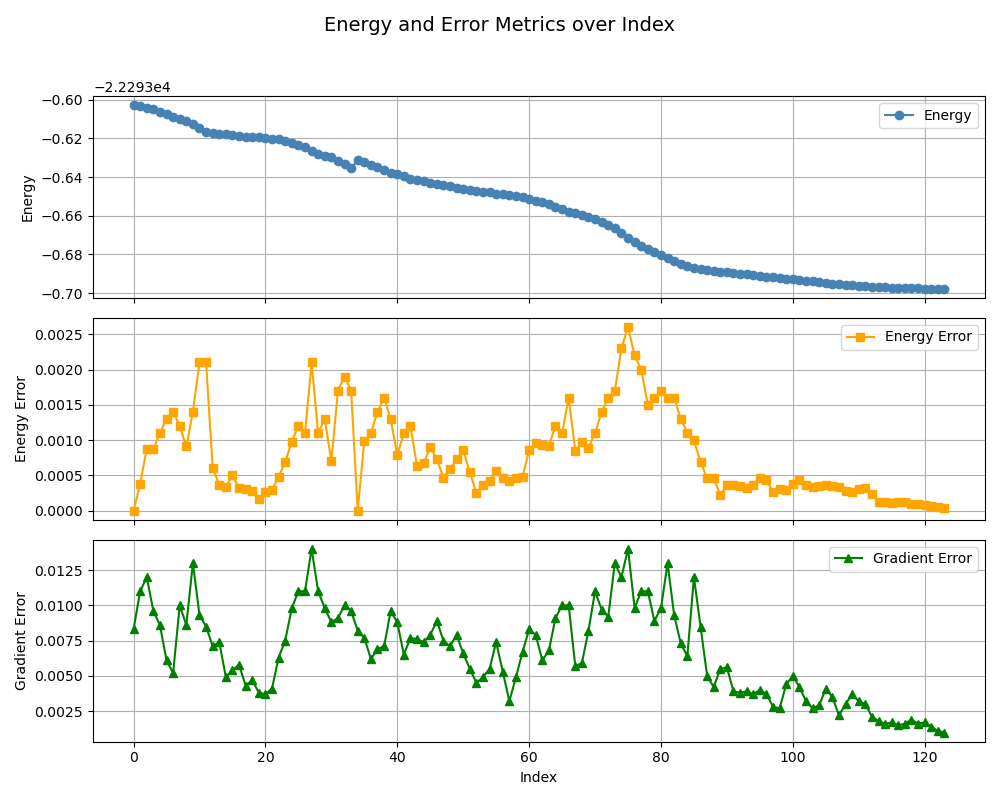 Energy and Error Metrics over Index
−2.2293e4
−0.60
−0.62
−0.64
−0.66
−0.68
−0.70
Energy
Energy
0.0025
0.0020
0.0015
0.0010
0.0005
0.0000
Energy Error
Energy Error
0.0125
0.0100
0.0075
0.0050
0.0025
Gradient Error
Gradient Error
0 20 40 60 80 100 120
Index